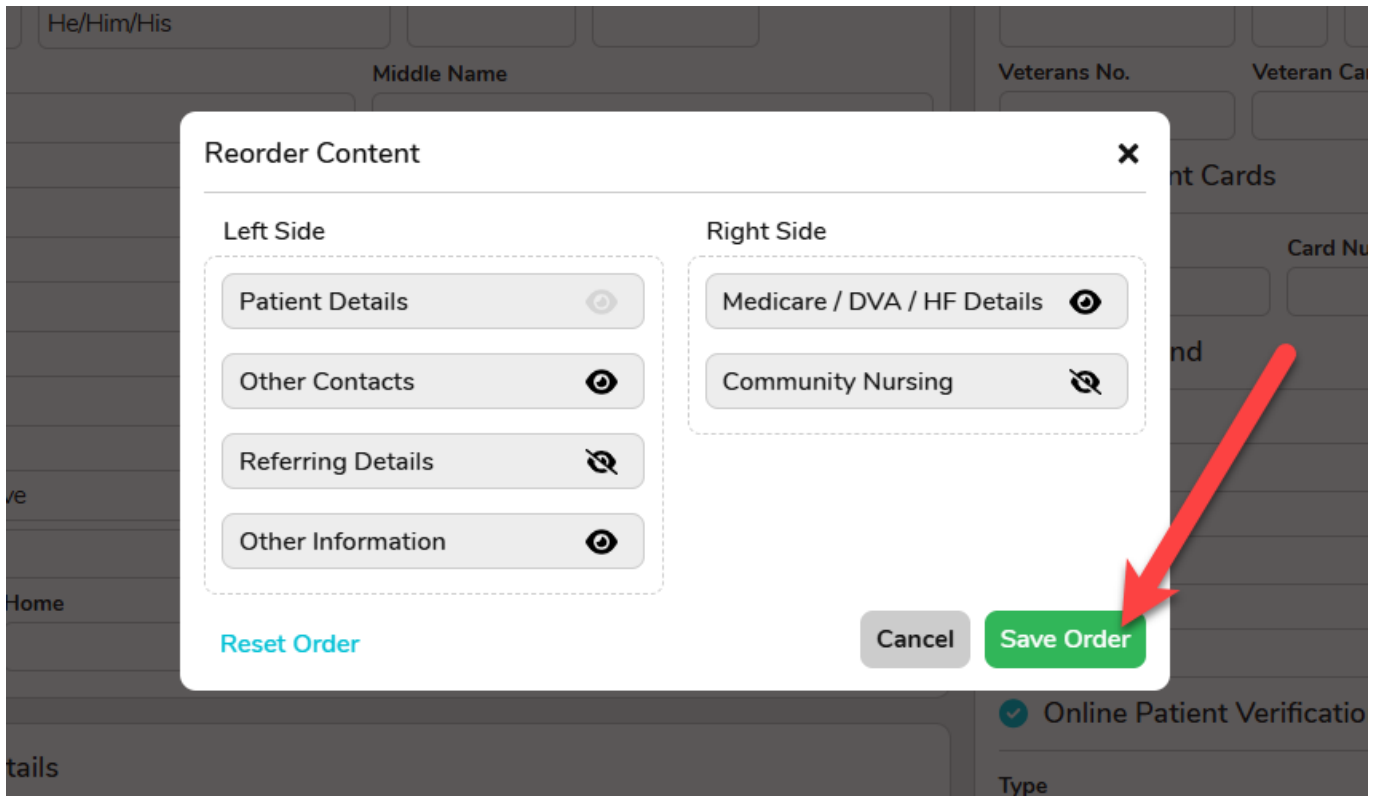 He/Him/His
Middle Name
Veterans No.
Veteran
Reorder Content
nt Cards
Left Side
Right Side
Card
Patient Details
Medicare / DVA / HF Details
nd
Other Contacts
Community Nursing
Referring Details
ve
Other Information
Home
Reset Order
Cancel
Save Order
Online Patient Verificatio
tails
Type